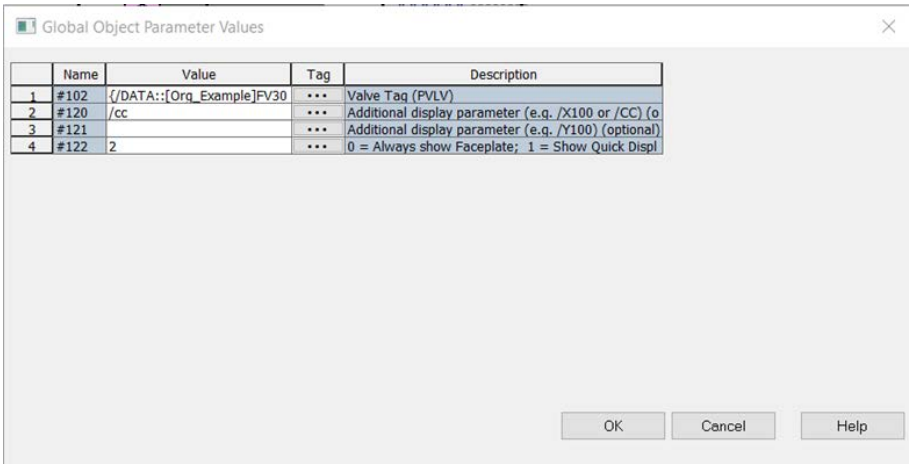 Global Object Parameter Values
Name Value Tag Description
1 #102 {/DATA::[Org_Example]FV30 ... Valve Tag (PVLV)
2 #120 /cc ... Additional display parameter (e.g. /X100 or /CC) (o
3 #121 ... Additional display parameter (e.g. /Y100) (optional)
4 #122 2 ... 0 = Always show Faceplate; 1 = Show Quick Displ
OK Cancel Help